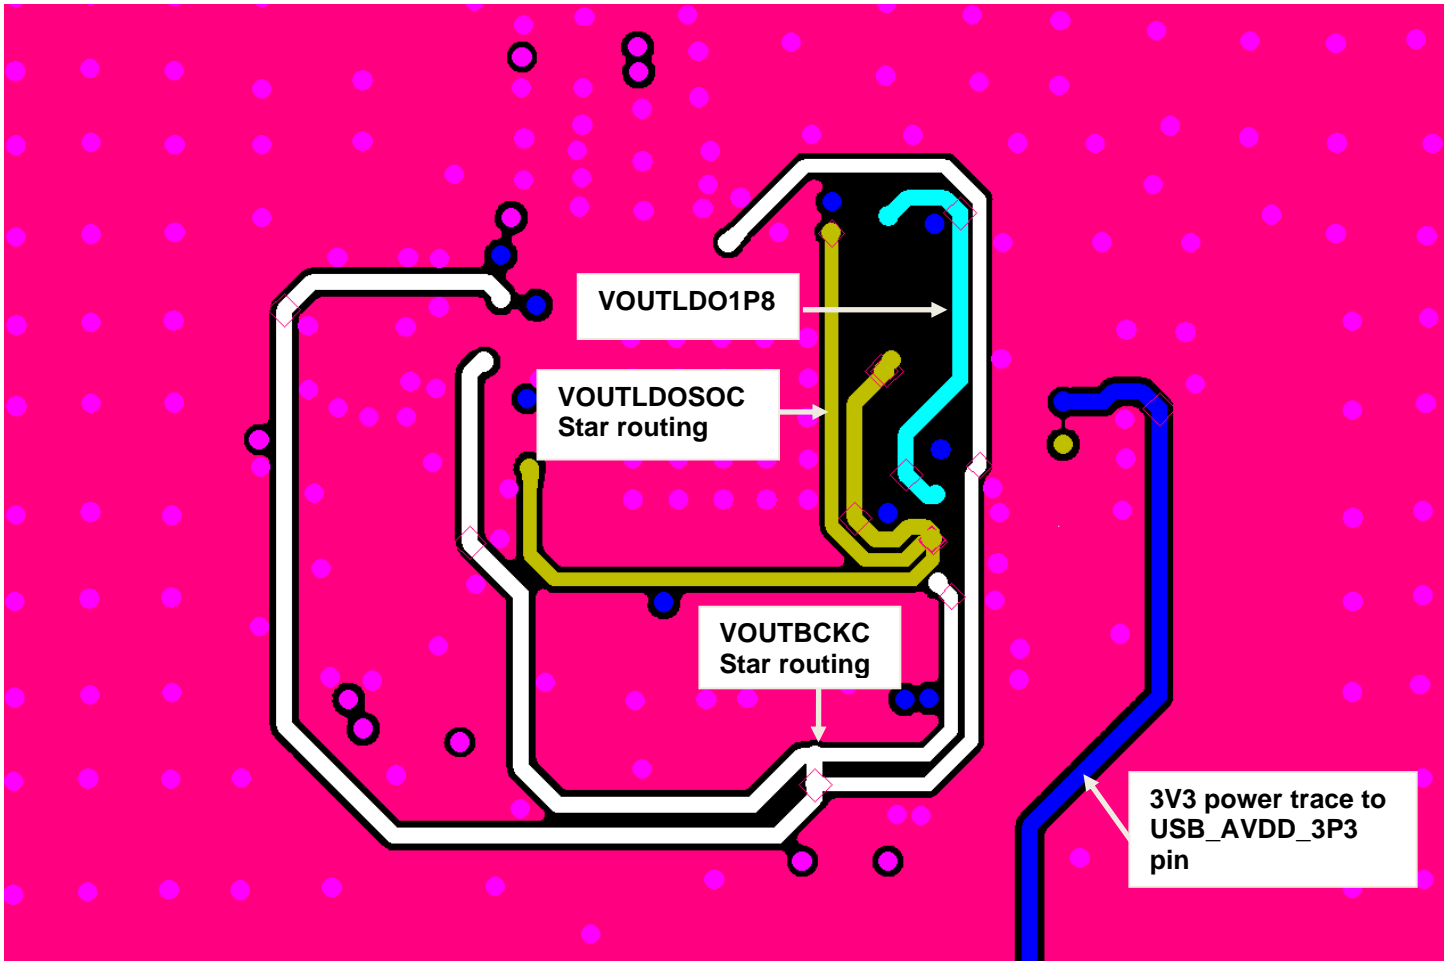 VOUTLDO1P8
VOUTLDOSOC
Star routing
VOUTBCKC
Star routing
3V3 power trace to
USB_AVDD_3P3
pin